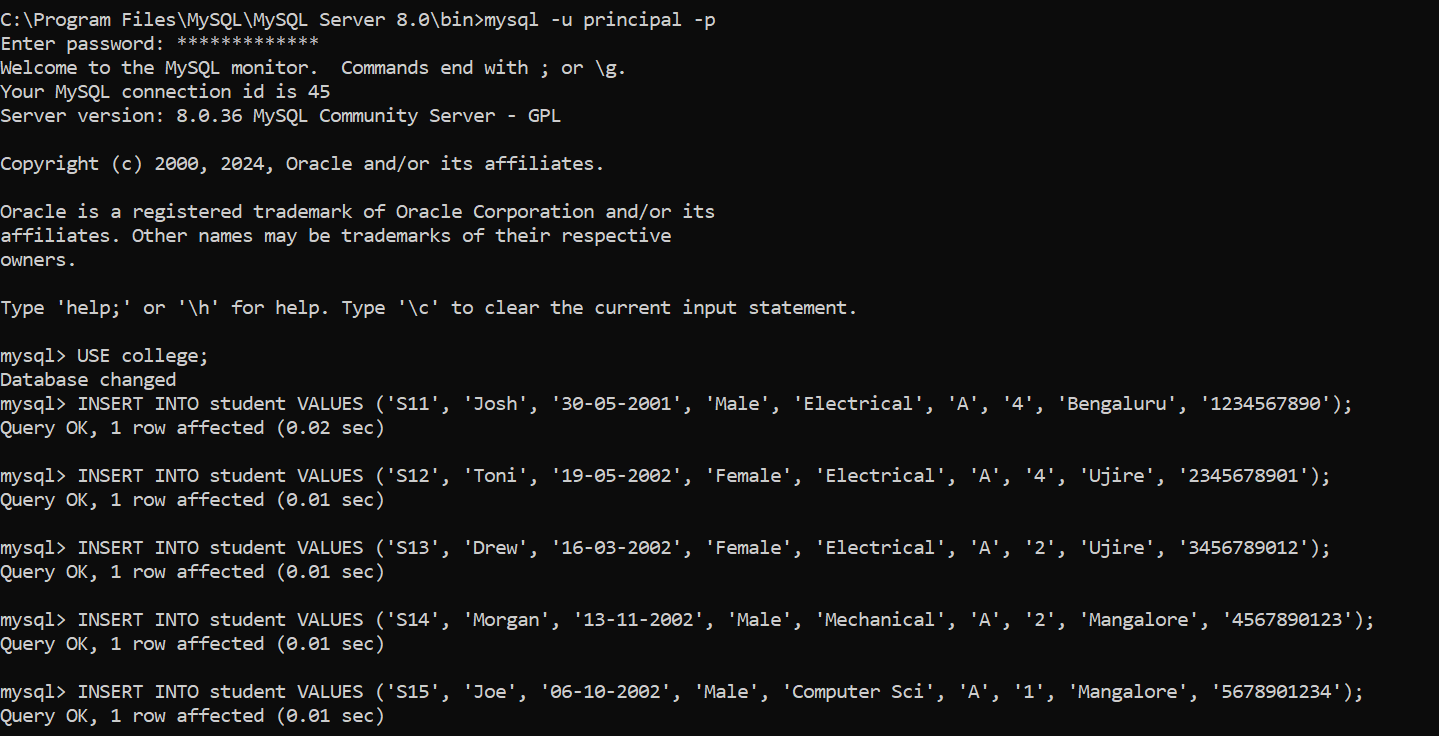 C:\Program Files\MySQL\MySQL Server 8.0\bin>mysql -u principal -p
Enter password: *************
Welcome to the MySQL monitor.  Commands end with ; or \g.
Your MySQL connection id is 45
Server version: 8.0.36 MySQL Community Server - GPL

Copyright (c) 2000, 2024, Oracle and/or its affiliates.

Oracle is a registered trademark of Oracle Corporation and/or its
affiliates. Other names may be trademarks of their respective
owners.

Type 'help;' or '\h' for help. Type '\c' to clear the current input statement.

mysql> USE college;
Database changed
mysql> INSERT INTO student VALUES ('S11', 'Josh', '30-05-2001', 'Male', 'Electrical', 'A', '4', 'Bengaluru', '1234567890');
Query OK, 1 row affected (0.02 sec)

mysql> INSERT INTO student VALUES ('S12', 'Toni', '19-05-2002', 'Female', 'Electrical', 'A', '4', 'Ujire', '2345678901');
Query OK, 1 row affected (0.01 sec)

mysql> INSERT INTO student VALUES ('S13', 'Drew', '16-03-2002', 'Female', 'Electrical', 'A', '2', 'Ujire', '3456789012');
Query OK, 1 row affected (0.01 sec)

mysql> INSERT INTO student VALUES ('S14', 'Morgan', '13-11-2002', 'Male', 'Mechanical', 'A', '2', 'Mangalore', '4567890123');
Query OK, 1 row affected (0.01 sec)

mysql> INSERT INTO student VALUES ('S15', 'Joe', '06-10-2002', 'Male', 'Computer Sci', 'A', '1', 'Mangalore', '5678901234');
Query OK, 1 row affected (0.01 sec)